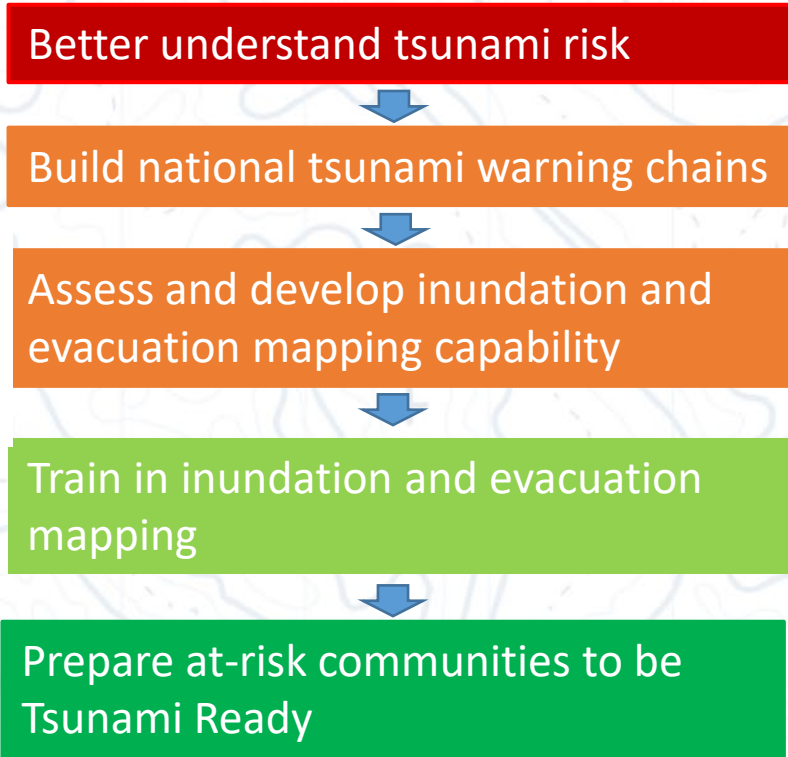 Better understand tsunami risk
Build national tsunami warning chains
Assess and develop inundation and
evacuation mapping capability
Train in inundation and evacuation
mapping
Prepare at-risk communities to be
Tsunami Ready